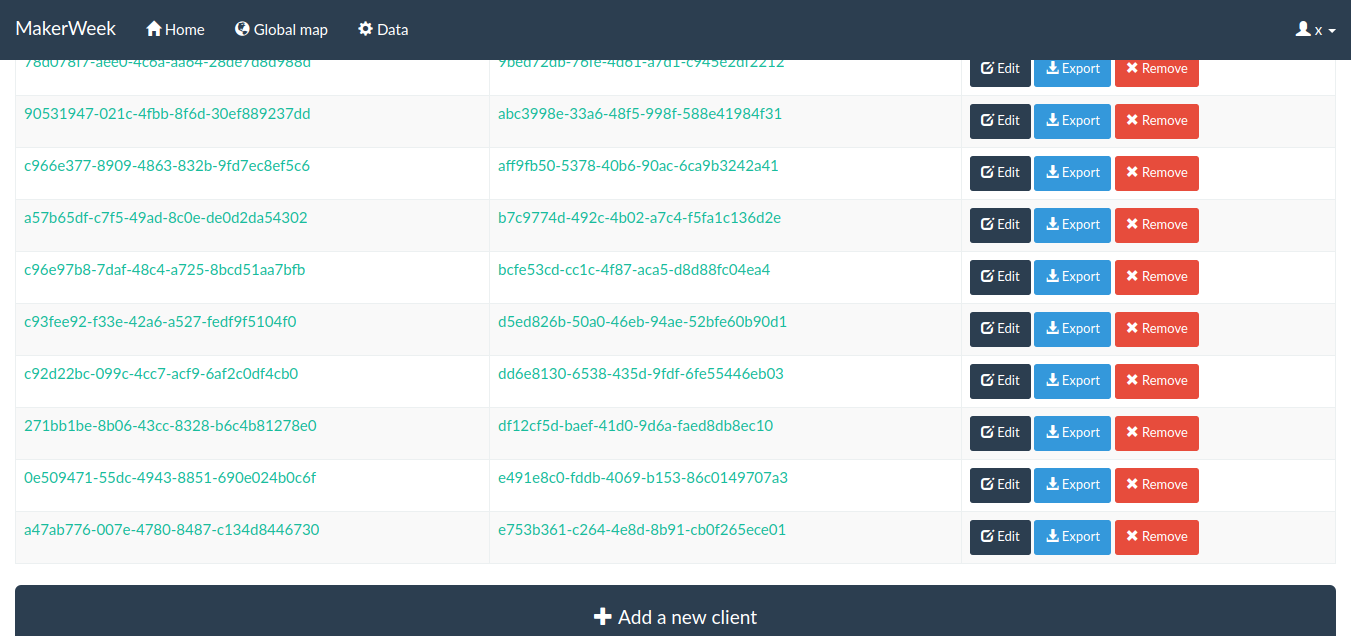 MakerWeek Home Global map Data x
78d078f7-aee0-4c6a-aa64-28de7d8d988d 9bed72db-76fe-4d61-a7d1-c945e2df2212 Edit Export Remove
90531947-021c-4fbb-8f6d-30ef889237dd abc3998e-33a6-48f5-998f-588e41984f31 Edit Export Remove
c966e377-8909-4863-832b-9fd7ec8ef5c6 aff9fb50-5378-40b6-90ac-6ca9b3242a41 Edit Export Remove
a57b65df-c7f5-49ad-8c0e-de0d2da54302 b7c9774d-492c-4b02-a7c4-f5fa1c136d2e Edit Export Remove
c96e97b8-7daf-48c4-a725-8bcd51aa7bfb bcfe53cd-cc1c-4f87-aca5-d8d88fc04ea4 Edit Export Remove
c93fee92-f33e-42a6-a527-fedf9f5104f0 d5ed826b-50a0-46eb-94ae-52bfe60b90d1 Edit Export Remove
c92d22bc-099c-4cc7-acf9-6af2c0df4cb0 dd6e8130-6538-435d-9fdf-6fe55446eb03 Edit Export Remove
271bb1be-8b06-43cc-8328-b6c4b81278e0 df12cf5d-baef-41d0-9d6a-faed8db8ec10 Edit Export Remove
0e509471-55dc-4943-8851-690e024b0c6f e491e8c0-fddb-4069-b153-86c0149707a3 Edit Export Remove
a47ab776-007e-4780-8487-c134d8446730 e753b361-c264-4e8d-8b91-cb0f265ece01 Edit Export Remove
Add a new client